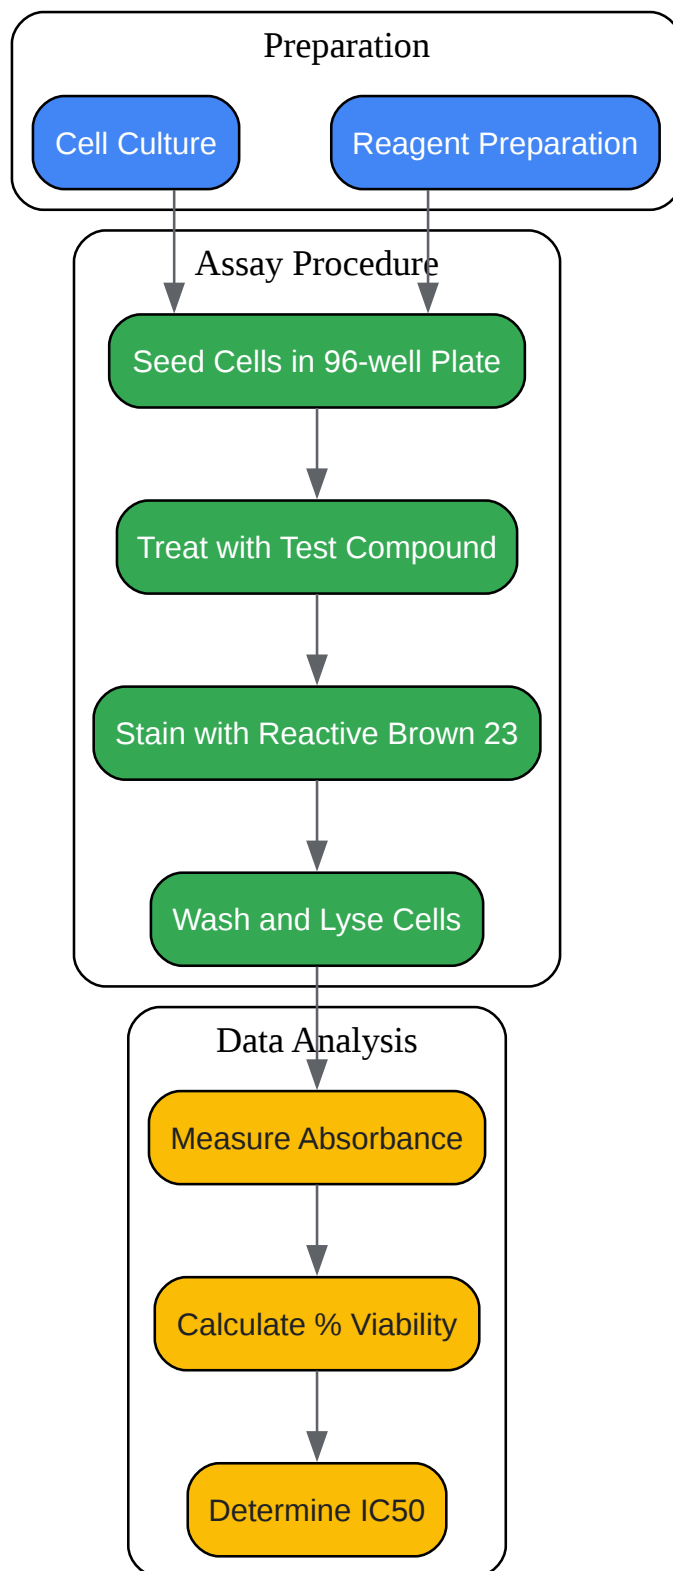 Preparation
Cell Culture
Reagent Preparation
Assay Procedure
Seed Cells in 96-well Plate
Treat with Test Compound
Stain with Reactive Brown 23
Wash and Lyse Cells
Data Analysis
Measure Absorbance
Calculate % Viability
Determine IC50